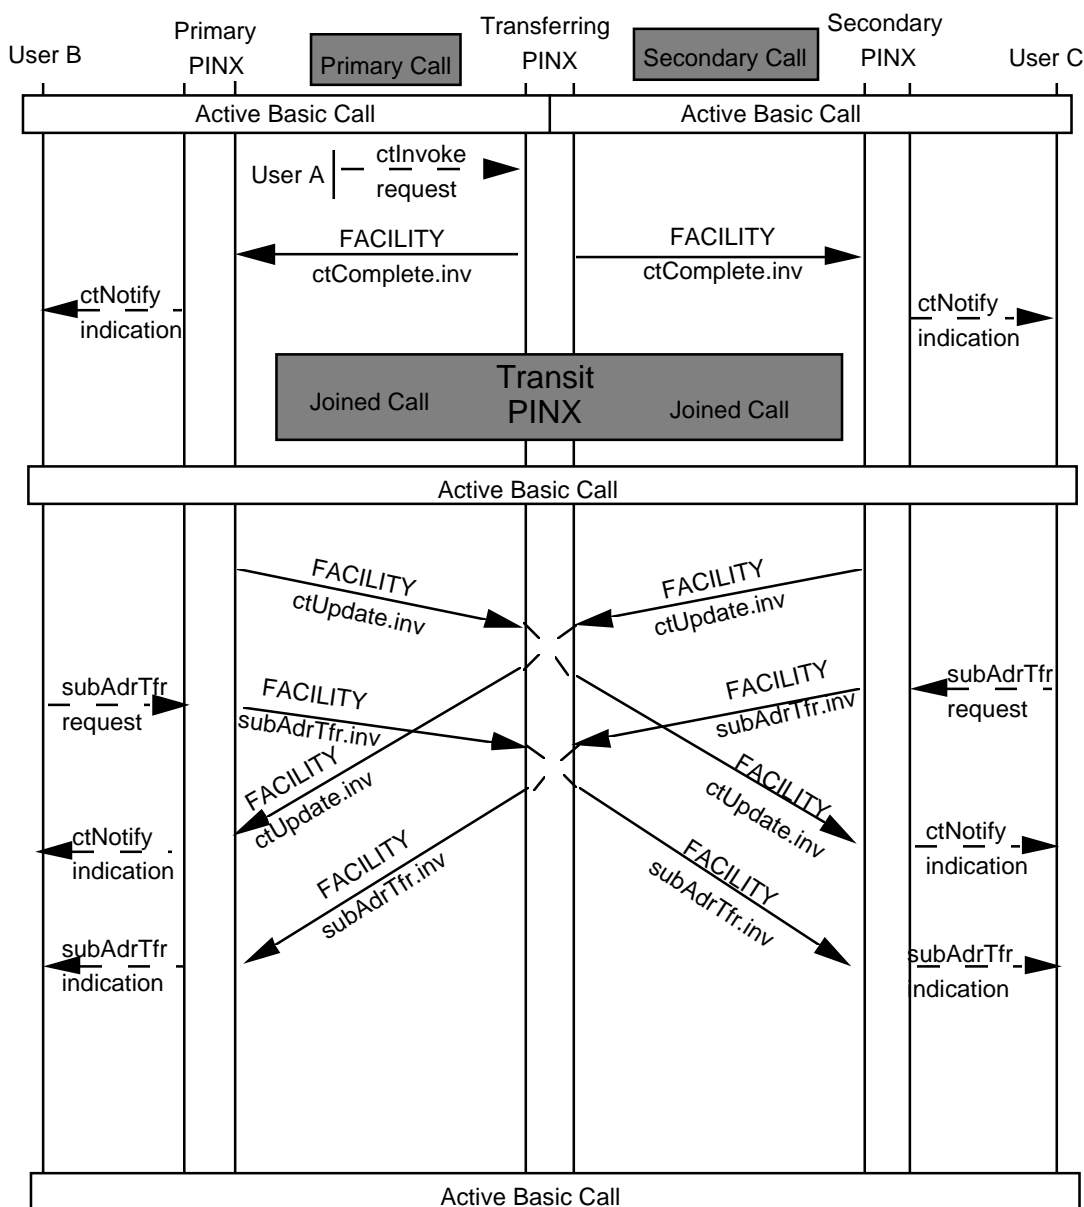 User B
Primary
PINX
Primary Call
Transferring
PINX
Secondary Call
Secondary
PINX
User C
Active Basic Call
Active Basic Call
User A
ctInvoke
request
FACILITY
ctComplete.inv
FACILITY
ctComplete.inv
ctNotify
indication
ctNotify
indication
Joined Call
Transit
PINX
Joined Call
Active Basic Call
FACILITY
ctUpdate.inv
FACILITY
ctUpdate.inv
subAdrTfr
request
FACILITY
subAdrTfr.inv
FACILITY
subAdrTfr.inv
subAdrTfr
request
FACILITY
ctUpdate.inv
FACILITY
ctUpdate.inv
ctNotify
indication
ctNotify
indication
FACILITY
subAdrTfr.inv
FACILITY
subAdrTfr.inv
subAdrTfr
indication
subAdrTfr
indication
Active Basic Call